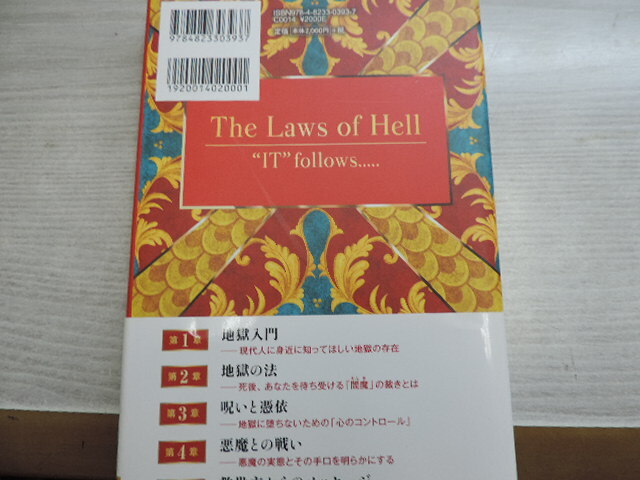 ISBN978-4-8233-0393-7
C0014 ¥2000E
定価 本体2,000円 +税
9784823303937
1920014020001
The Laws of Hell
“IT” follows.....
第1章 地獄入門
――現代人に身近に知ってほしい地獄の存在
第2章 地獄の法
――死後、あなたを待ち受ける「閻魔」の裁きとは
第3章 呪いと憑依
――地獄に堕ちないための「心のコントロール」
第4章 悪魔との戦い
――悪魔の実態とその手口を明らかにする